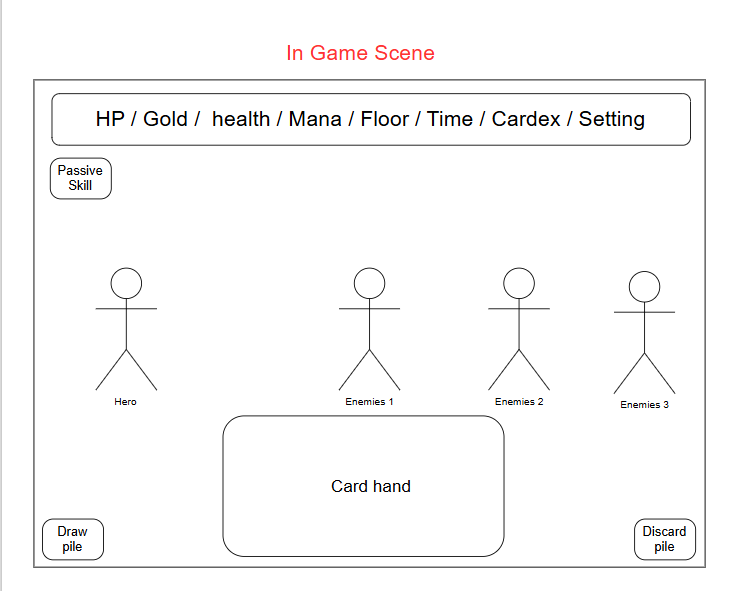 In Game Scene
HP / Gold /  health / Mana / Floor / Time / Cardex / Setting
Passive
Skill
Hero
Enemies 1
Enemies 2
Enemies 3
Card hand
Draw
pile
Discard
pile